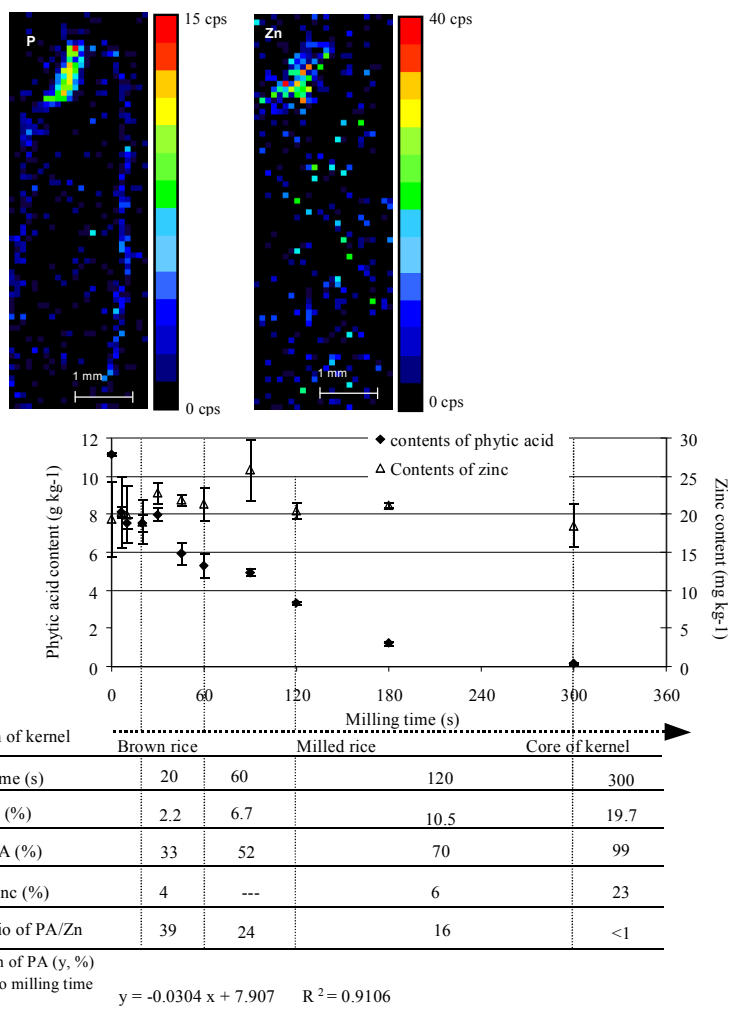 P
15 cps
0 cps
1 mm
Zn
40 cps
0 cps
1 mm
contents of phytic acid
Contents of zinc
Phytic acid content (g kg-1)
12
10
8
6
4
2
0
30
25
20
15
10
5
0
Zinc content (mg kg-1)
0 60 120 180 240 300 360
Milling time (s)
n of kernel
Brown rice Milled rice Core of kernel
me (s) 20 60 120 300
(%) 2.2 6.7 10.5 19.7
A (%) 33 52 70 99
nc (%) 4 --- 6 23
io of PA/Zn 39 24 16 <1
n of PA (y, %)
o milling time
y = -0.0304 x + 7.907 R² = 0.9106